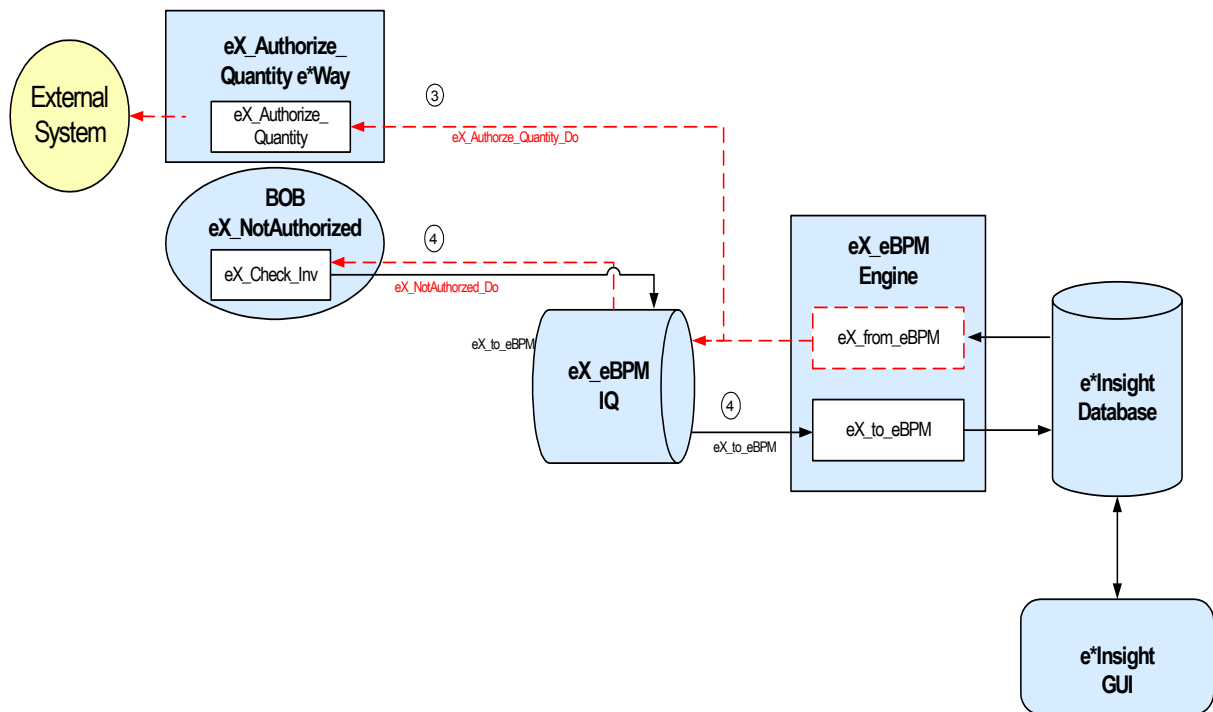 External
System
eX_Authorize_
Quantity e*Way
eX_Authorize_
Quantity
3
eX_Authorze_Quantity_Do
BOB
eX_NotAuthorized
eX_Check_Inv
4
eX_NotAuthorzed_Do
eX_to_eBPM
eX_eBPM
IQ
4
eX_to_eBPM
eX_eBPM
Engine
eX_from_eBPM
eX_to_eBPM
e*Insight
Database
e*Insight
GUI